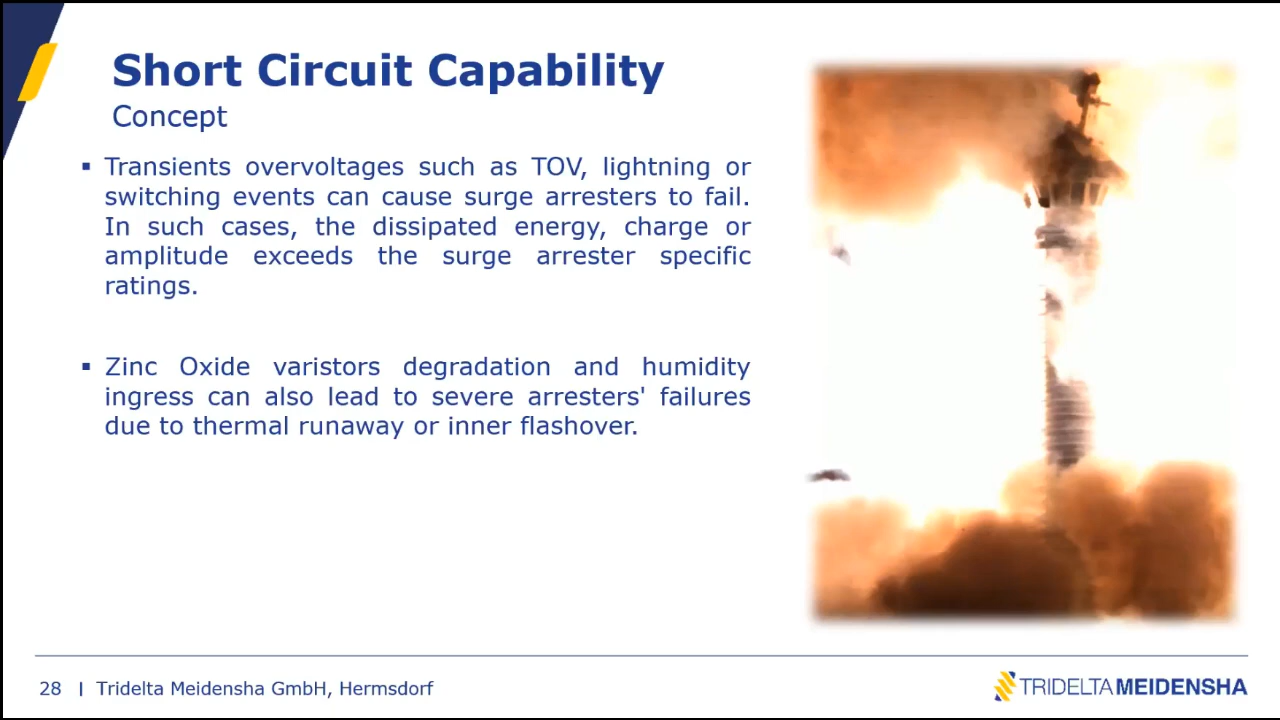 Short Circuit Capability
Concept
▪ Transients overvoltages such as TOV, lightning or
switching events can cause surge arresters to fail.
In such cases, the dissipated energy, charge or
amplitude exceeds the surge arrester specific
ratings.
▪ Zinc Oxide varistors degradation and humidity
ingress can also lead to severe arresters' failures
due to thermal runaway or inner flashover.
28 | Tridelta Meidensha GmbH, Hermsdorf
TRIDELTA MEIDENSHA